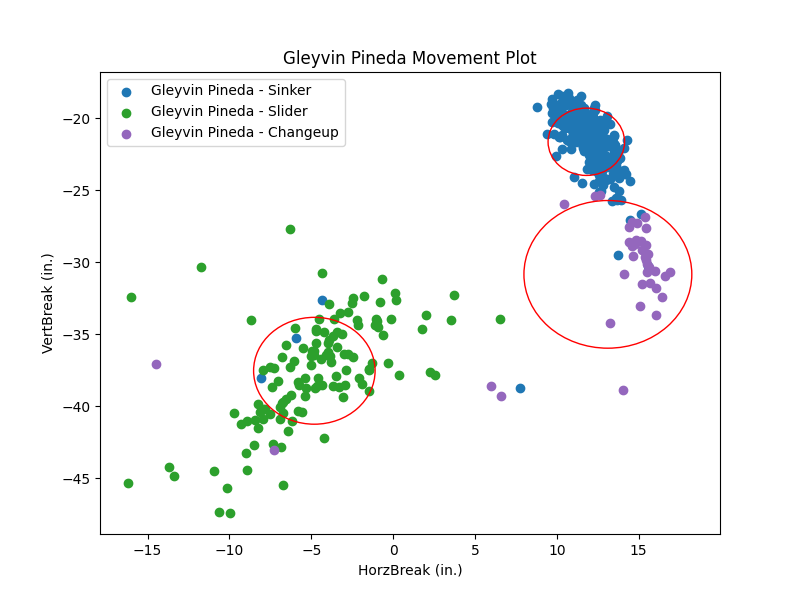 Gleyvin Pineda Movement Plot
Gleyvin Pineda - Sinker
Gleyvin Pineda - Slider
Gleyvin Pineda - Changeup
VertBreak (in.)
−20
−25
−30
−35
−40
−45
−15
−10
−5
0
5
10
15
HorzBreak (in.)